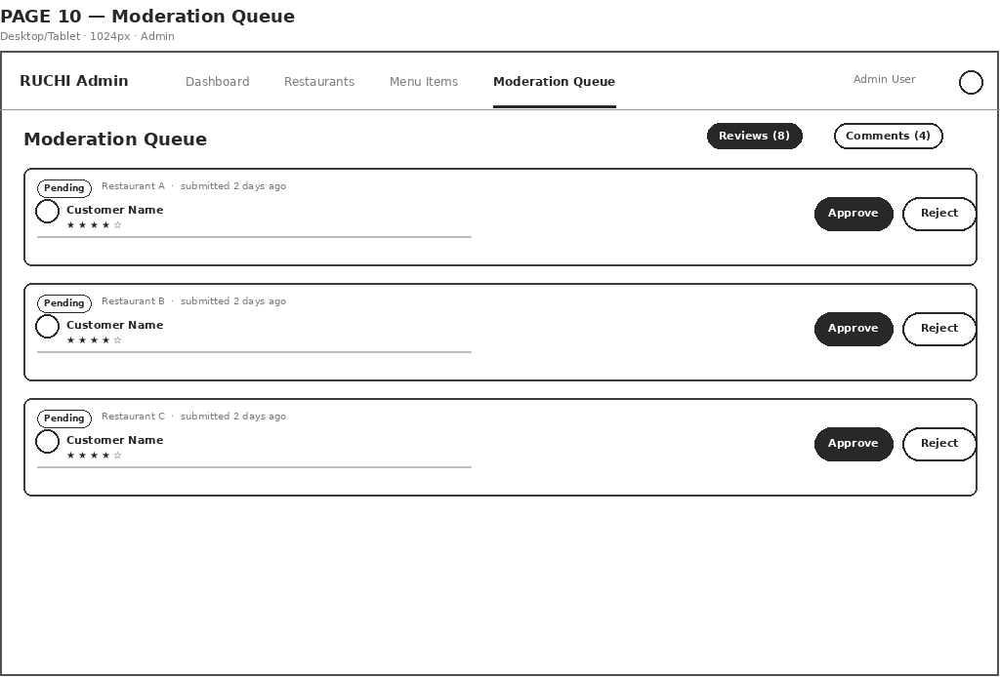 PAGE 10 — Moderation Queue
Desktop/Tablet · 1024px · Admin
RUCHI Admin Dashboard Restaurants Menu Items Moderation Queue Admin User
Moderation Queue Reviews (8) Comments (4)
Pending Restaurant A · submitted 2 days ago
Customer Name Approve Reject
★ ★ ★ ★ ☆
Pending Restaurant B · submitted 2 days ago
Customer Name Approve Reject
★ ★ ★ ★ ☆
Pending Restaurant C · submitted 2 days ago
Customer Name Approve Reject
★ ★ ★ ★ ☆